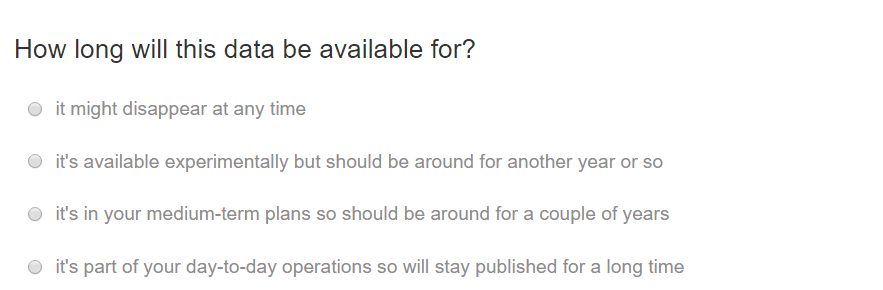 How long will this data be available for?
it might disappear at any time
it's available experimentally but should be around for another year or so
it's in your medium-term plans so should be around for a couple of years
it's part of your day-to-day operations so will stay published for a long time